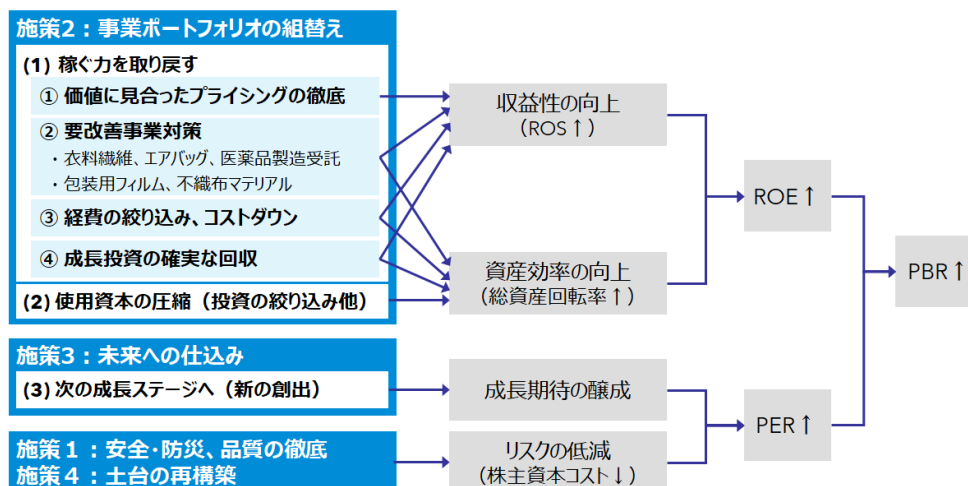 施策2：事業ポートフォリオの組替え
(1) 稼ぐ力を取り戻す
① 価値に見合ったプライシングの徹底
② 要改善事業対策
・衣料繊維、エアバッグ、医薬品製造受託
・包装用フィルム、不織布マテリアル
③ 経費の絞り込み、コストダウン
④ 成長投資の確実な回収
(2) 使用資本の圧縮（投資の絞り込み他）
施策3：未来への仕込み
(3) 次の成長ステージへ（新の創出）
施策１：安全・防災、品質の徹底
施策４：土台の再構築
収益性の向上
（ROS↑）
資産効率の向上
（総資産回転率↑）
成長期待の醸成
リスクの低減
（株主資本コスト↓）
ROE↑
PER↑
PBR↑